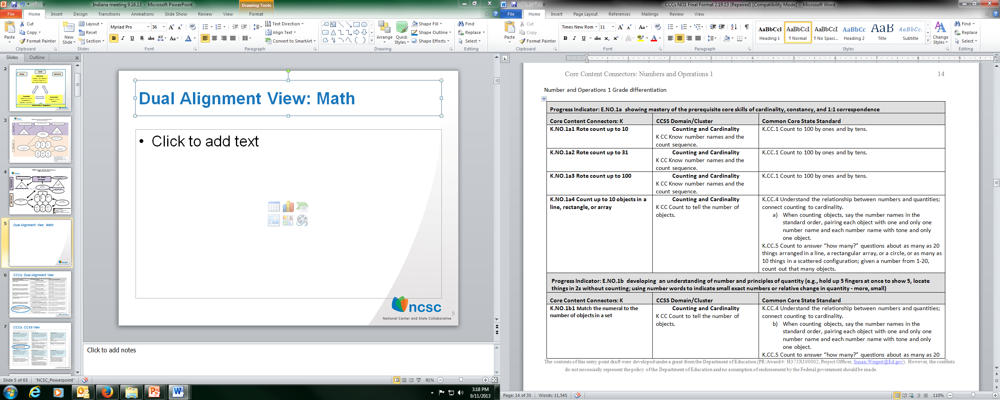 Indiana meeting 9.16.13 - Microsoft PowerPoint
Drawing Tools
File Home Insert Design Transitions Animations Slide Show Review View Format
Paste
Cut
Copy
Format Painter
Clipboard
New Slide
Layout
Reset
Section
Slides
Myriad Pro 36
Font
Text Direction
Align Text
Convert to SmartArt
Paragraph
Arrange
Quick Styles
Shape Fill
Shape Outline
Shape Effects
Drawing
Find
Replace
Select
Editing
Slides Outline
2
College
Career
Community
3
ncsc
4
ncsc
5
Dual Alignment View: Math
ncsc
6
CCCs: Dual Alignment View
7
CCCs: CCSS View
Dual Alignment View: Math
• Click to add text
ncsc
National Center and State Collaborative
5
Click to add notes
Slide 5 of 65 "NCSC_Powerpoint" 91%
3:18 PM
9/11/2013
CCCs NO1 Final Format 2.19.13 (Repaired) [Compatibility Mode] - Microsoft Word
File Home Insert Page Layout References Mailings Review View
Paste
Cut
Copy
Format Painter
Clipboard
Times New Rom 11
Font
Paragraph
AaBbCcI AaBbCcI AaBbCcI AaBbCc AaB AaBbCc.
Heading 1 ¶ Normal ¶ No Spaci... Heading 2 Title Subtitle
Styles
Change Styles
Find
Replace
Select
Editing
1 2 3 4 5 6 7 8 9
Core Content Connectors: Numbers and Operations 1 14
Number and Operations 1 Grade differentiation
Progress Indicator: E.NO.1a showing mastery of the prerequisite core skills of cardinality, constancy, and 1:1 correspondence
Core Content Connectors: K CCSS Domain/Cluster Common Core State Standard
K.NO.1a1 Rote count up to 10
Counting and Cardinality
K CC Know number names and the
count sequence.
K.CC.1 Count to 100 by ones and by tens.
K.NO.1a2 Rote count up to 31
Counting and Cardinality
K CC Know number names and the
count sequence.
K.CC.1 Count to 100 by ones and by tens.
K.NO.1a3 Rote count up to 100
Counting and Cardinality
K CC Know number names and the
count sequence.
K.CC.1 Count to 100 by ones and by tens.
K.NO.1a4 Count up to 10 objects in a
line, rectangle, or array
Counting and Cardinality
K CC Count to tell the number of
objects.
K.CC.4 Understand the relationship between numbers and quantities;
connect counting to cardinality.
a) When counting objects, say the number names in the
standard order, pairing each object with one and only one
number name and each number name with tone and only
one object.
K.CC.5 Count to answer “how many?” questions about as many as 20
things arranged in a line, a rectangular array, or a circle, or as many as
10 things in a scattered configuration; given a number from 1-20,
count out that many objects.
Progress Indicator: E.NO.1b developing an understanding of number and principles of quantity (e.g., hold up 5 fingers at once to show 5, locate
things in 2s without counting; using number words to indicate small exact numbers or relative change in quantity - more, small)
Core Content Connectors: K CCSS Domain/Cluster Common Core State Standard
K.NO.1b1 Match the numeral to the
number of objects in a set
Counting and Cardinality
K CC Count to tell the number of
objects.
K.CC.4 Understand the relationship between numbers and quantities;
connect counting to cardinality.
b) When counting objects, say the number names in the
standard order, pairing each object with one and only one
number name and each number name with tone and only
one object.
K.CC.5 Count to answer “how many?” questions about as many as 20
The contents of this entry point draft were developed under a grant from the Department of Education (PR/Award #: H373X100002, Project Officer, Susan.Weigert@Ed.gov). However, the contents
do not necessarily represent the policy of the Department of Education and no assumption of endorsement by the Federal government should be made.
Page: 14 of 35 Words: 11,545 110%